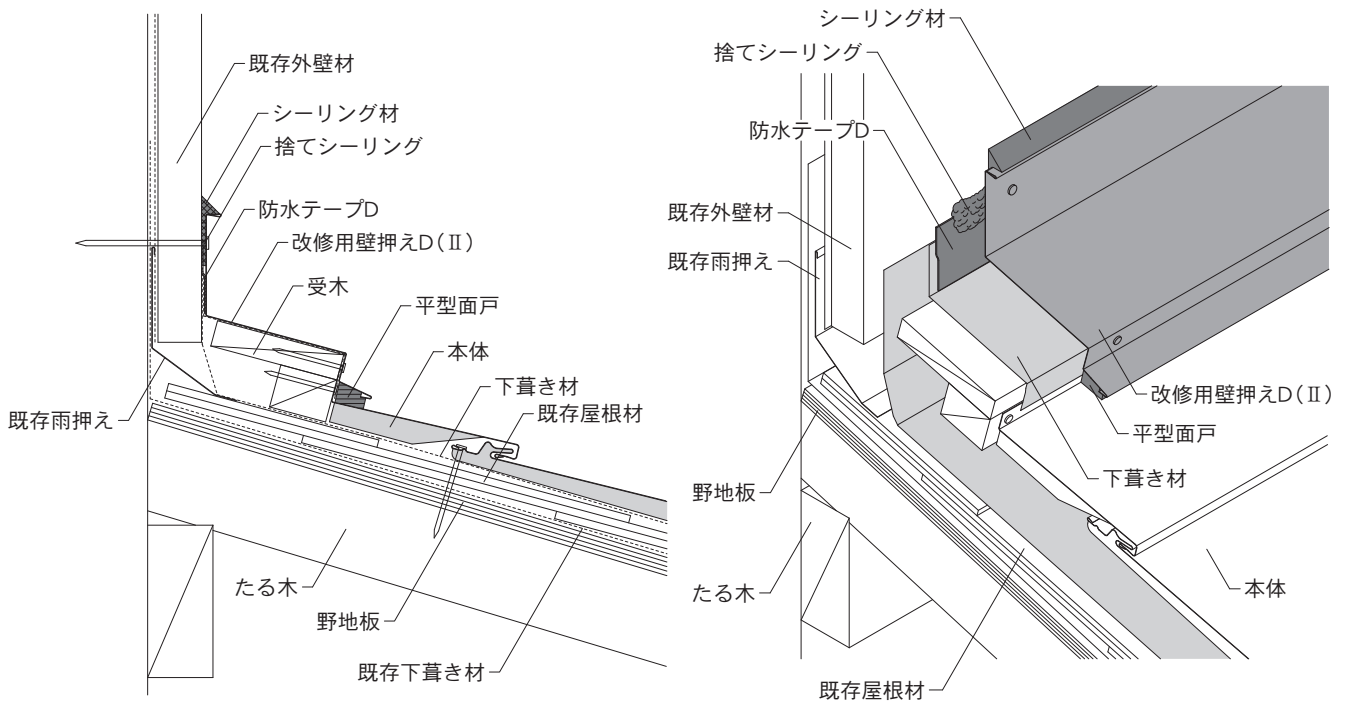 既存外壁材
シーリング材
捨てシーリング
防水テープD
改修用壁押えD(Ⅱ)
受木
平型面戸
本体
下葺き材
既存屋根材
既存雨押え
たる木
野地板
既存下葺き材
シーリング材
捨てシーリング
防水テープD
既存外壁材
既存雨押え
改修用壁押えD(Ⅱ)
平型面戸
下葺き材
野地板
たる木
本体
既存屋根材